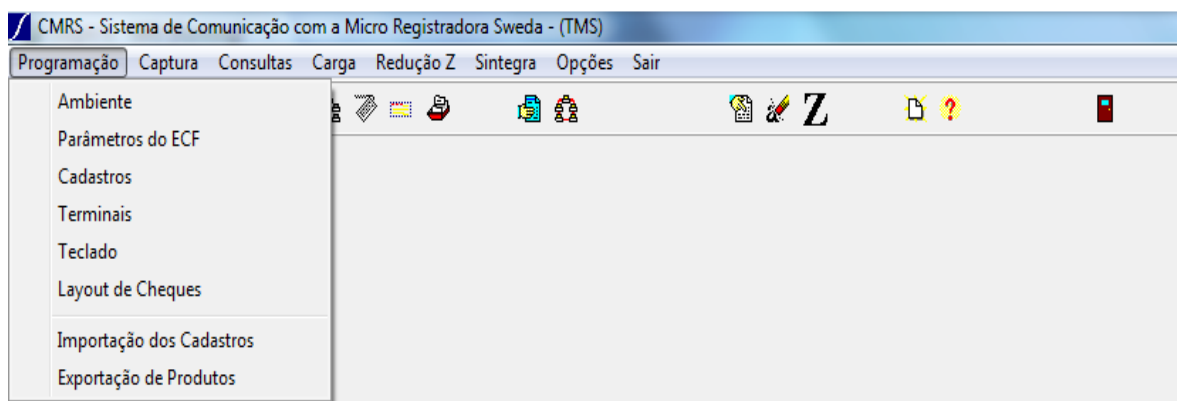 CMRS - Sistema de Comunicação com a Micro Registradora Sweda - (TMS)
Programação Captura Consultas Carga Redução Z Sintegra Opções Sair
Ambiente
Parâmetros do ECF
Cadastros
Terminais
Teclado
Layout de Cheques
Importação dos Cadastros
Exportação de Produtos
Z ?